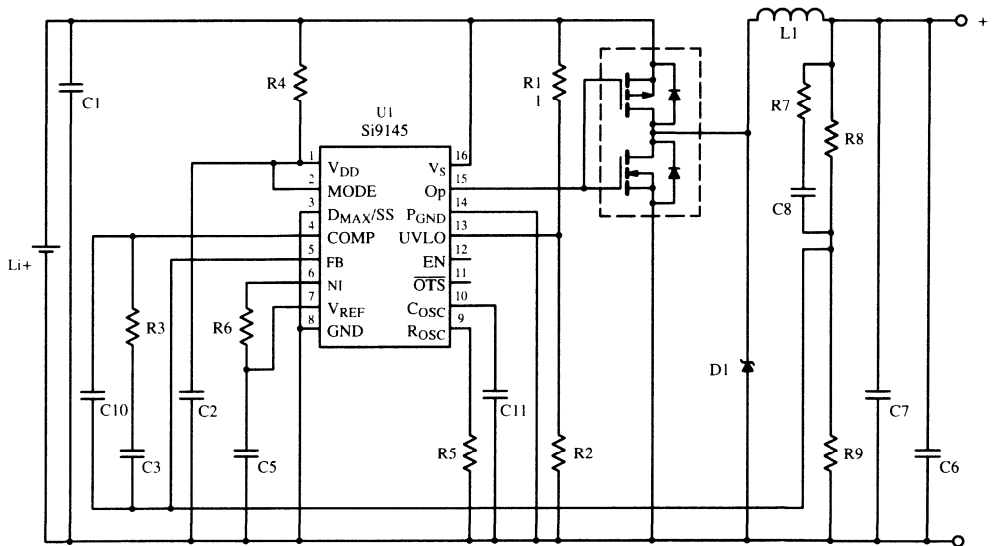 +
L1
C1
R4
R1
1
R7
R8
U1
Si9145
1
VDD
VS
16
2
MODE
Op
15
3
DMAX/SS
PGND
14
4
COMP
UVLO
13
5
FB
EN
12
6
NI
OTS
11
7
VREF
COSC
10
8
GND
ROSC
9
C8
Li+
R3
R6
D1
C10
C2
C11
C7
C3
C5
R5
R2
R9
C6